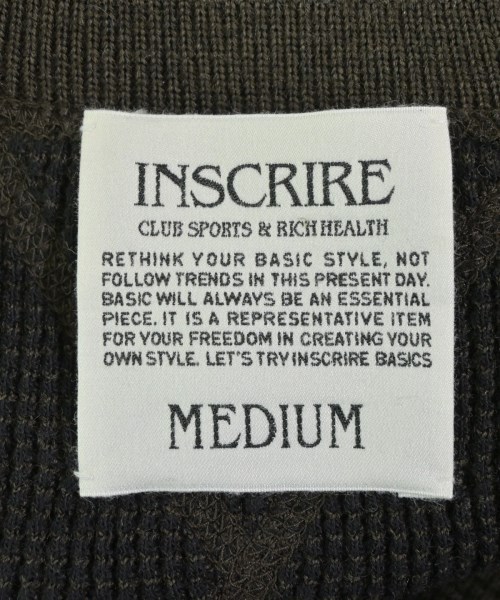 INSCRIRE
CLUB SPORTS & RICH HEALTH
RETHINK YOUR BASIC STYLE, NOT
FOLLOW TRENDS IN THIS PRESENT DAY.
BASIC WILL ALWAYS BE AN ESSENTIAL
PIECE. IT IS A REPRESENTATIVE ITEM
FOR YOUR FREEDOM IN CREATING YOUR
OWN STYLE. LET'S TRY INSCRIRE BASICS
MEDIUM